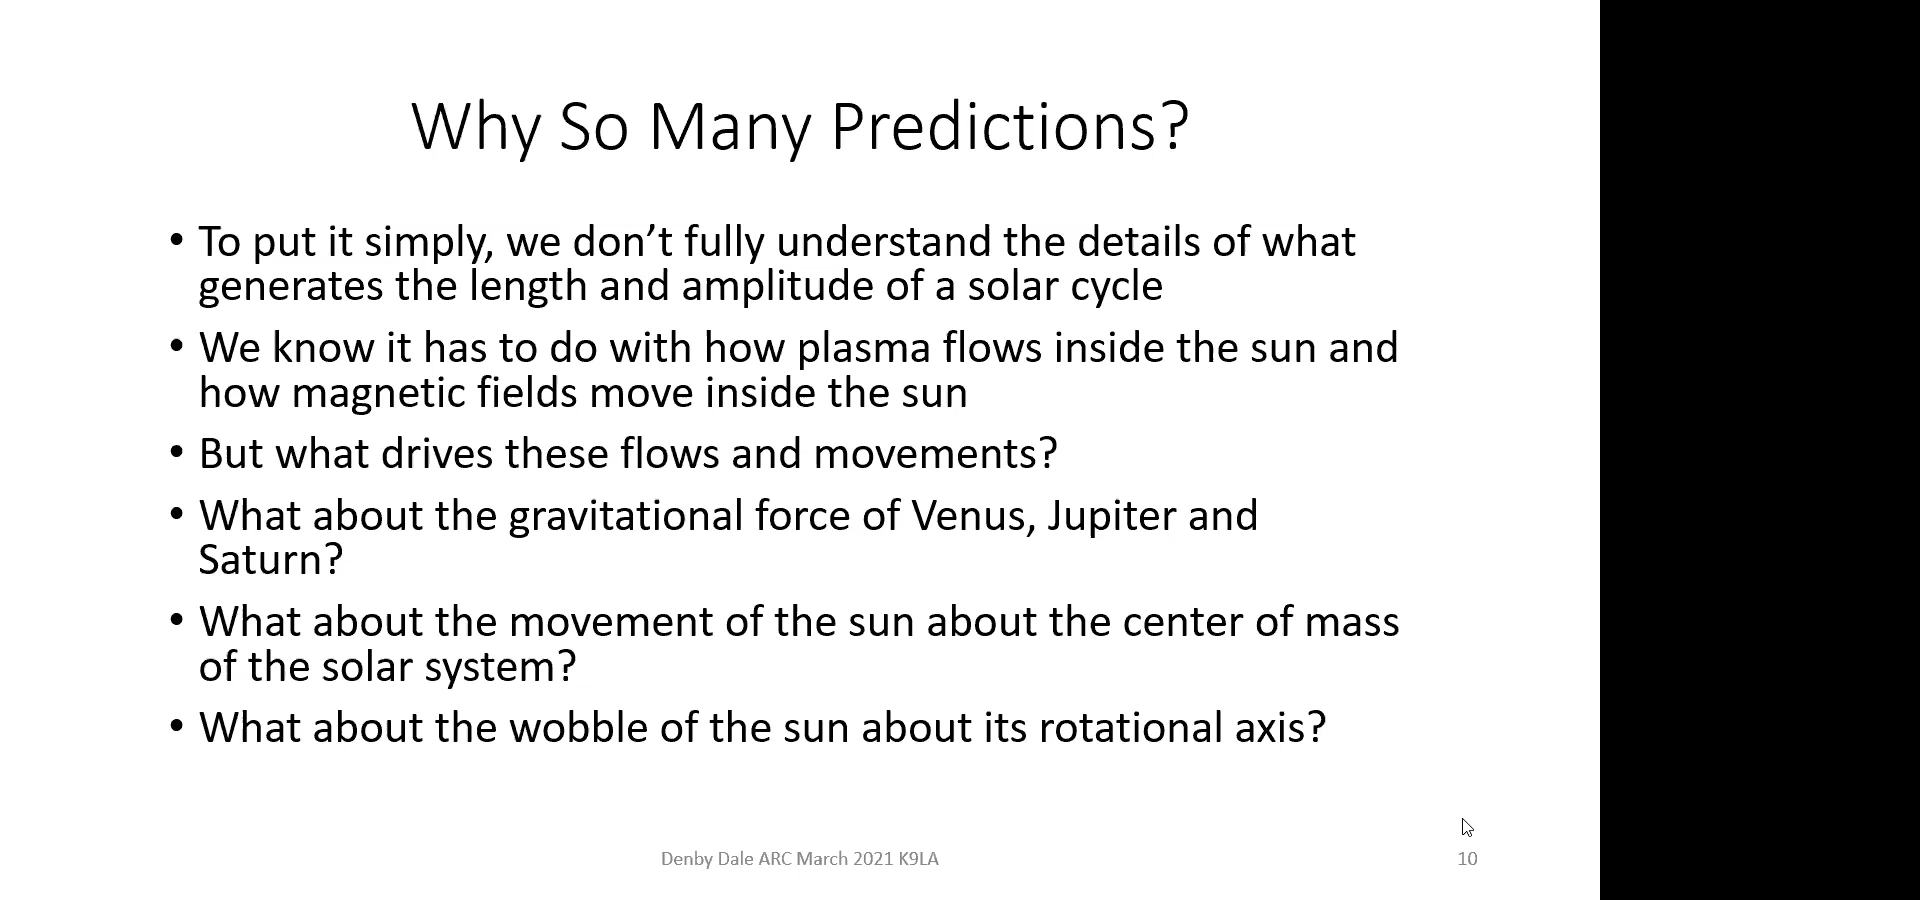 Why So Many Predictions?
• To put it simply, we don’t fully understand the details of what
generates the length and amplitude of a solar cycle
• We know it has to do with how plasma flows inside the sun and
how magnetic fields move inside the sun
• But what drives these flows and movements?
• What about the gravitational force of Venus, Jupiter and
Saturn?
• What about the movement of the sun about the center of mass
of the solar system?
• What about the wobble of the sun about its rotational axis?
Denby Dale ARC March 2021 K9LA
10